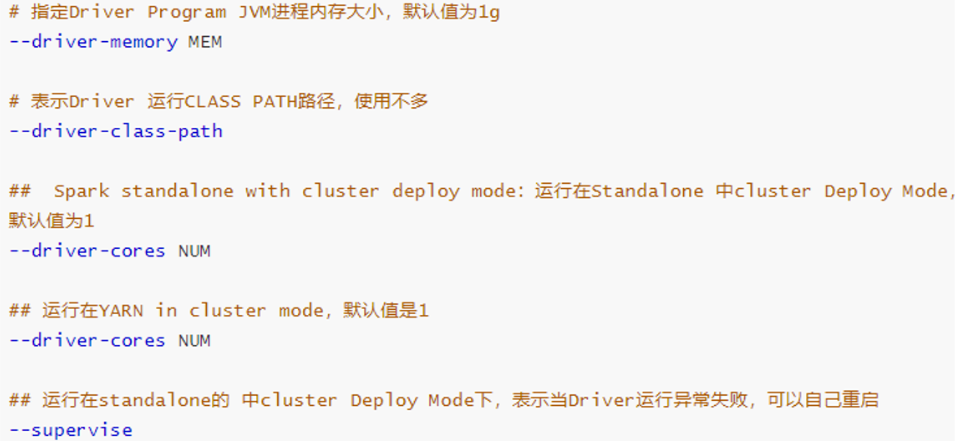 # 指定Driver Program JVM进程内存大小，默认值为1g
--driver-memory MEM
# 表示Driver 运行CLASS PATH路径，使用不多
--driver-class-path
##  Spark standalone with cluster deploy mode：运行在Standalone 中cluster Deploy Mode，
默认值为1
--driver-cores NUM
## 运行在YARN in cluster mode，默认值是1
--driver-cores NUM
## 运行在standalone的 中cluster Deploy Mode下，表示当Driver运行异常失败，可以自己重启
--supervise